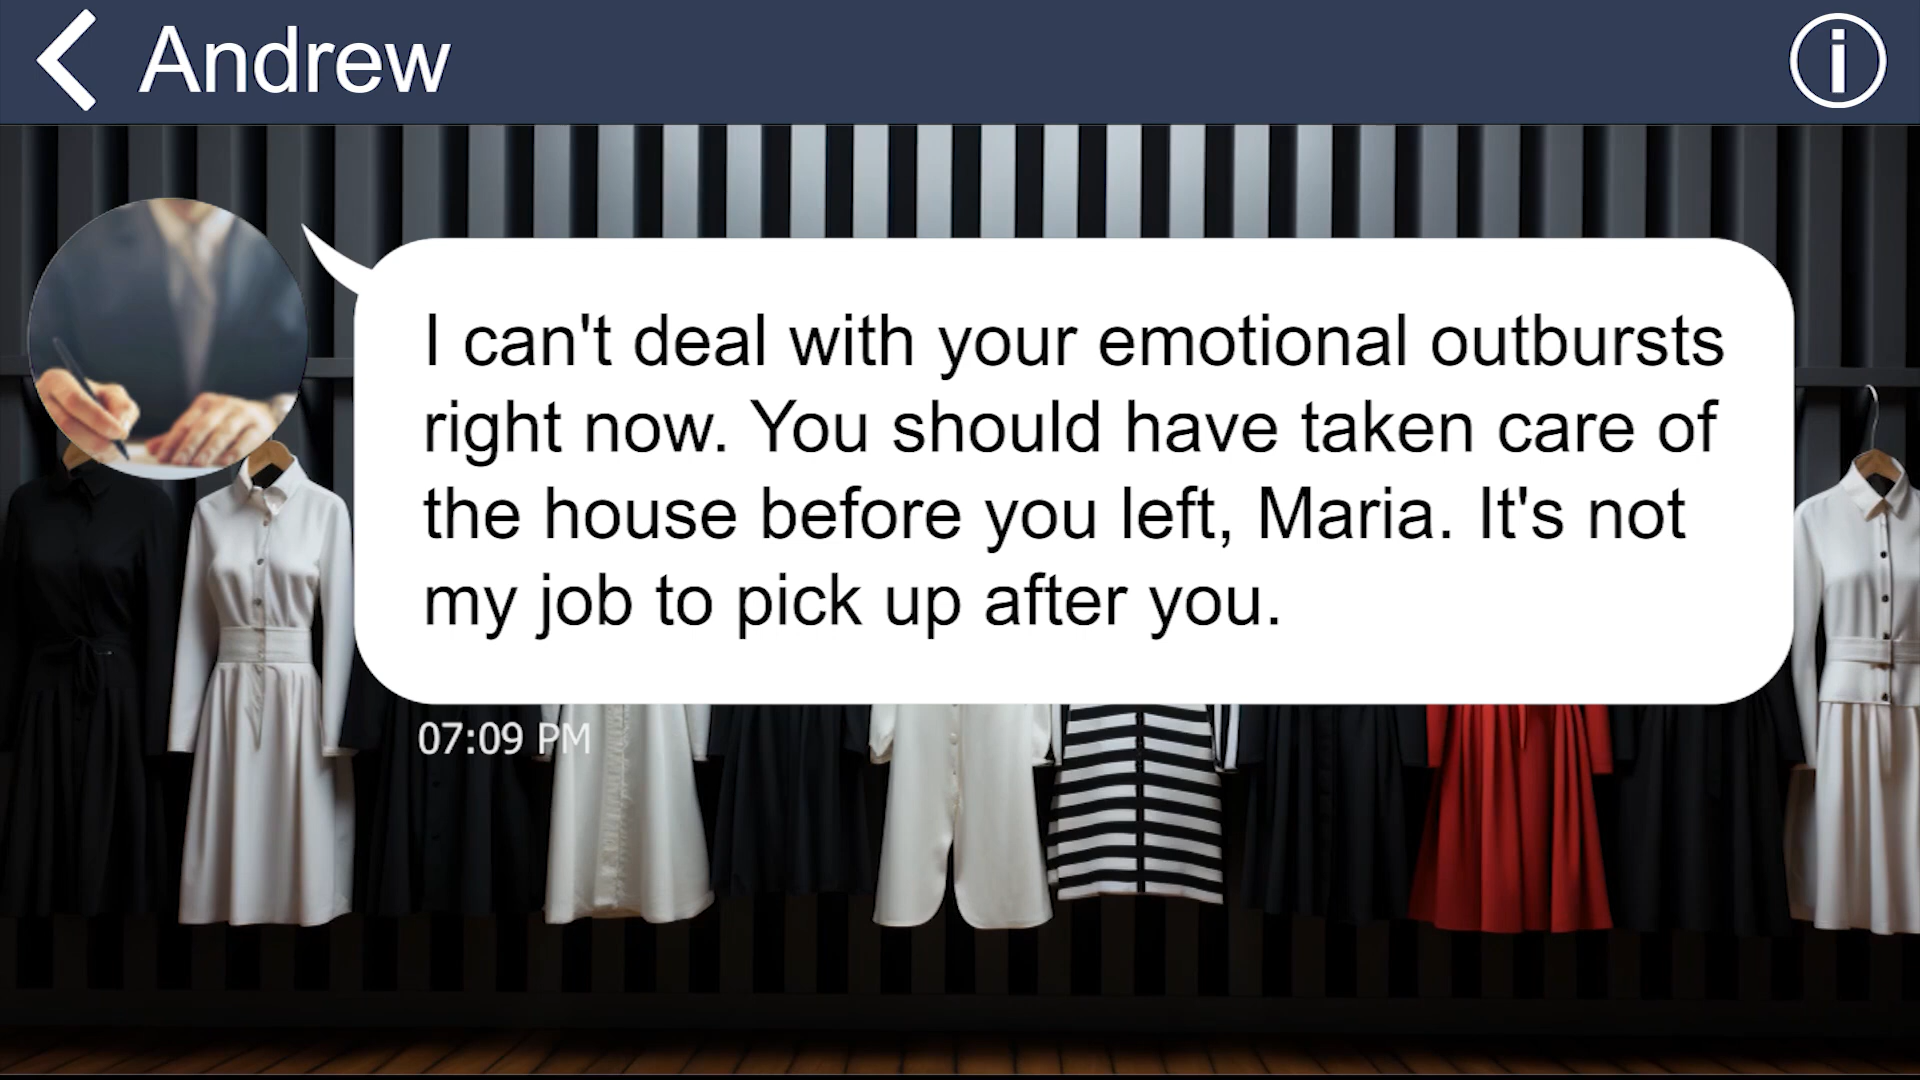 Andrew
I can't deal with your emotional outbursts
right now. You should have taken care of
the house before you left, Maria. It's not
my job to pick up after you.
07:09 PM